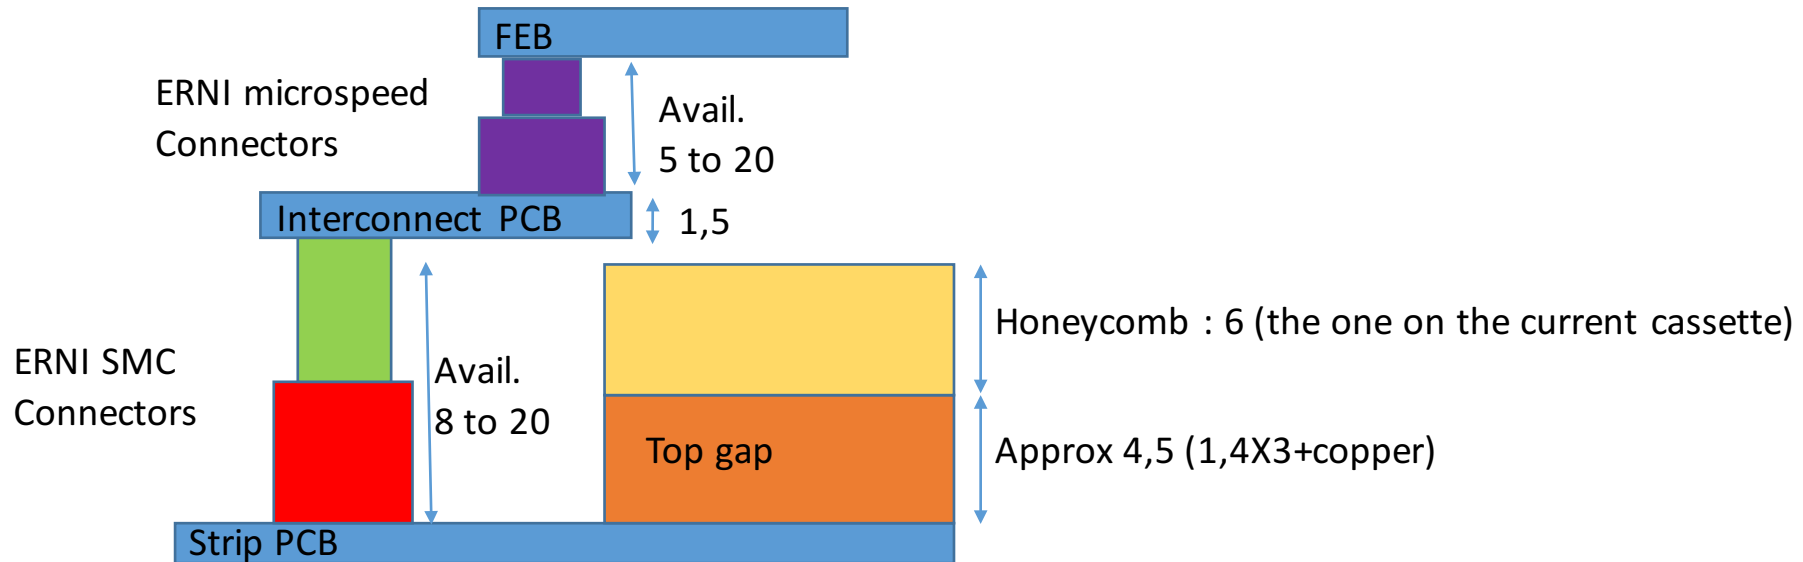 FEB
ERNI microspeed
Connectors
Avail.
5 to 20
Interconnect PCB
1,5
Honeycomb : 6 (the one on the current cassette)
ERNI SMC
Connectors
Avail.
8 to 20
Top gap
Approx 4,5 (1,4X3+copper)
Strip PCB